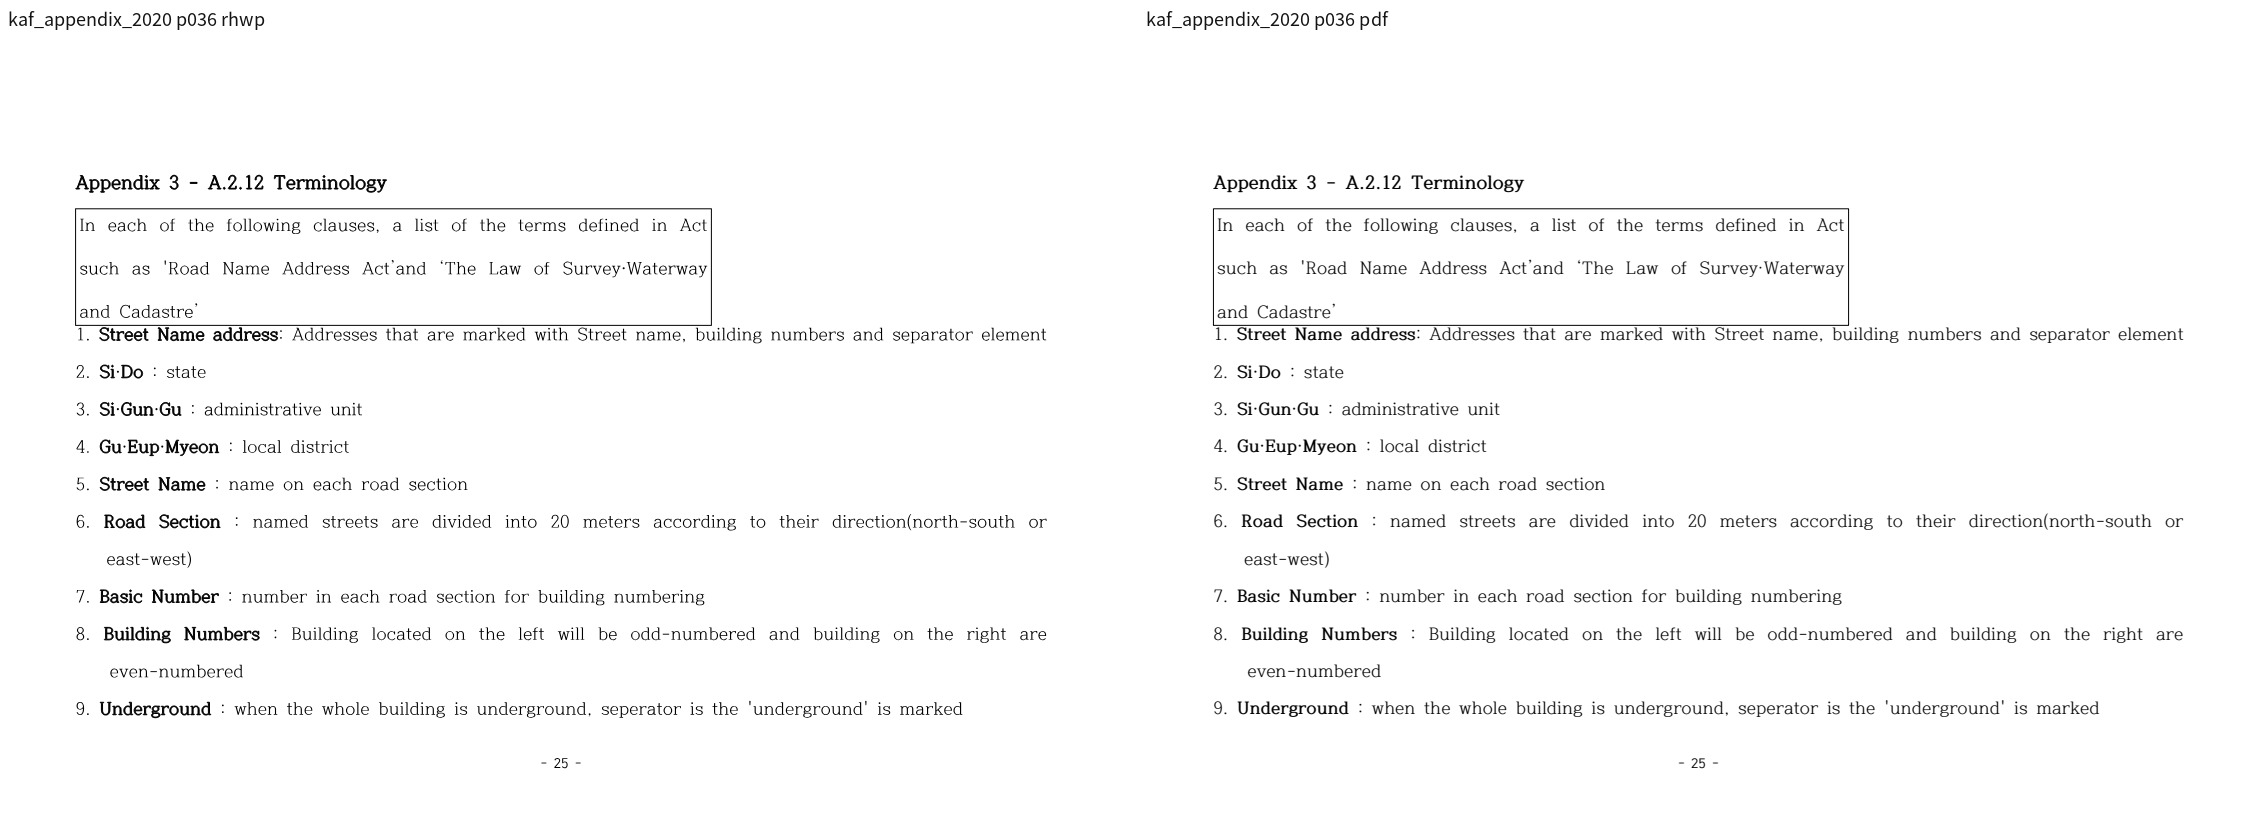 kaf_appendix_2020 p036 rhwp
Appendix 3 - A.2.12 Terminology
In each of the following clauses, a list of the terms defined in Act
such as 'Road Name Address Act’and ‘The Law of Survey·Waterway
and Cadastre’
1. Street Name address: Addresses that are marked with Street name, building numbers and separator element
2. Si·Do : state
3. Si·Gun·Gu : administrative unit
4. Gu·Eup·Myeon : local district
5. Street Name : name on each road section
6. Road Section : named streets are divided into 20 meters according to their direction(north-south or
east-west)
7. Basic Number : number in each road section for building numbering
8. Building Numbers : Building located on the left will be odd-numbered and building on the right are
even-numbered
9. Underground : when the whole building is underground, seperator is the 'underground' is marked
- 25 -
kaf_appendix_2020 p036 pdf
Appendix 3 - A.2.12 Terminology
In each of the following clauses, a list of the terms defined in Act
such as 'Road Name Address Act’and ‘The Law of Survey·Waterway
and Cadastre’
1. Street Name address: Addresses that are marked with Street name, building numbers and separator element
2. Si·Do : state
3. Si·Gun·Gu : administrative unit
4. Gu·Eup·Myeon : local district
5. Street Name : name on each road section
6. Road Section : named streets are divided into 20 meters according to their direction(north-south or
east-west)
7. Basic Number : number in each road section for building numbering
8. Building Numbers : Building located on the left will be odd-numbered and building on the right are
even-numbered
9. Underground : when the whole building is underground, seperator is the 'underground' is marked
- 25 -